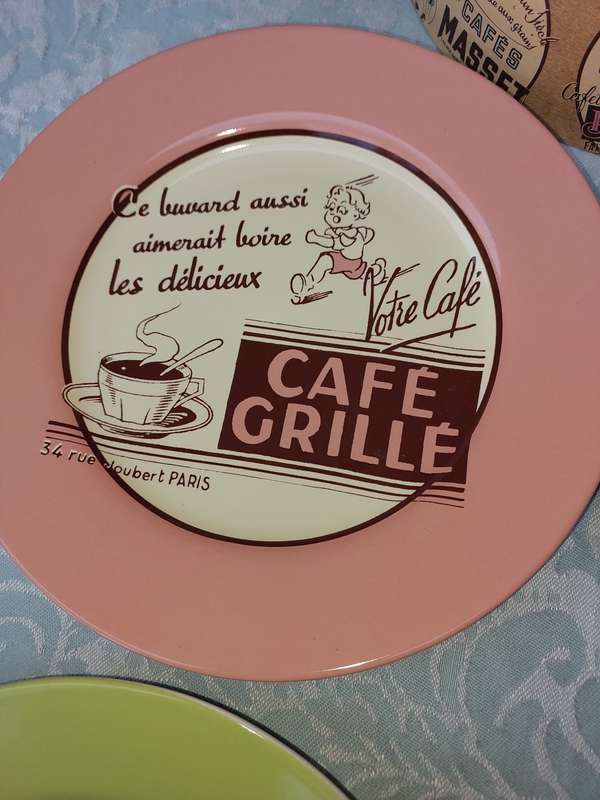 Ce buvard aussi
aimerait boire
les délicieux
Votre Café
CAFÉ
GRILLÉ
34 rue Joubert PARIS
CAFÉS
MASSET